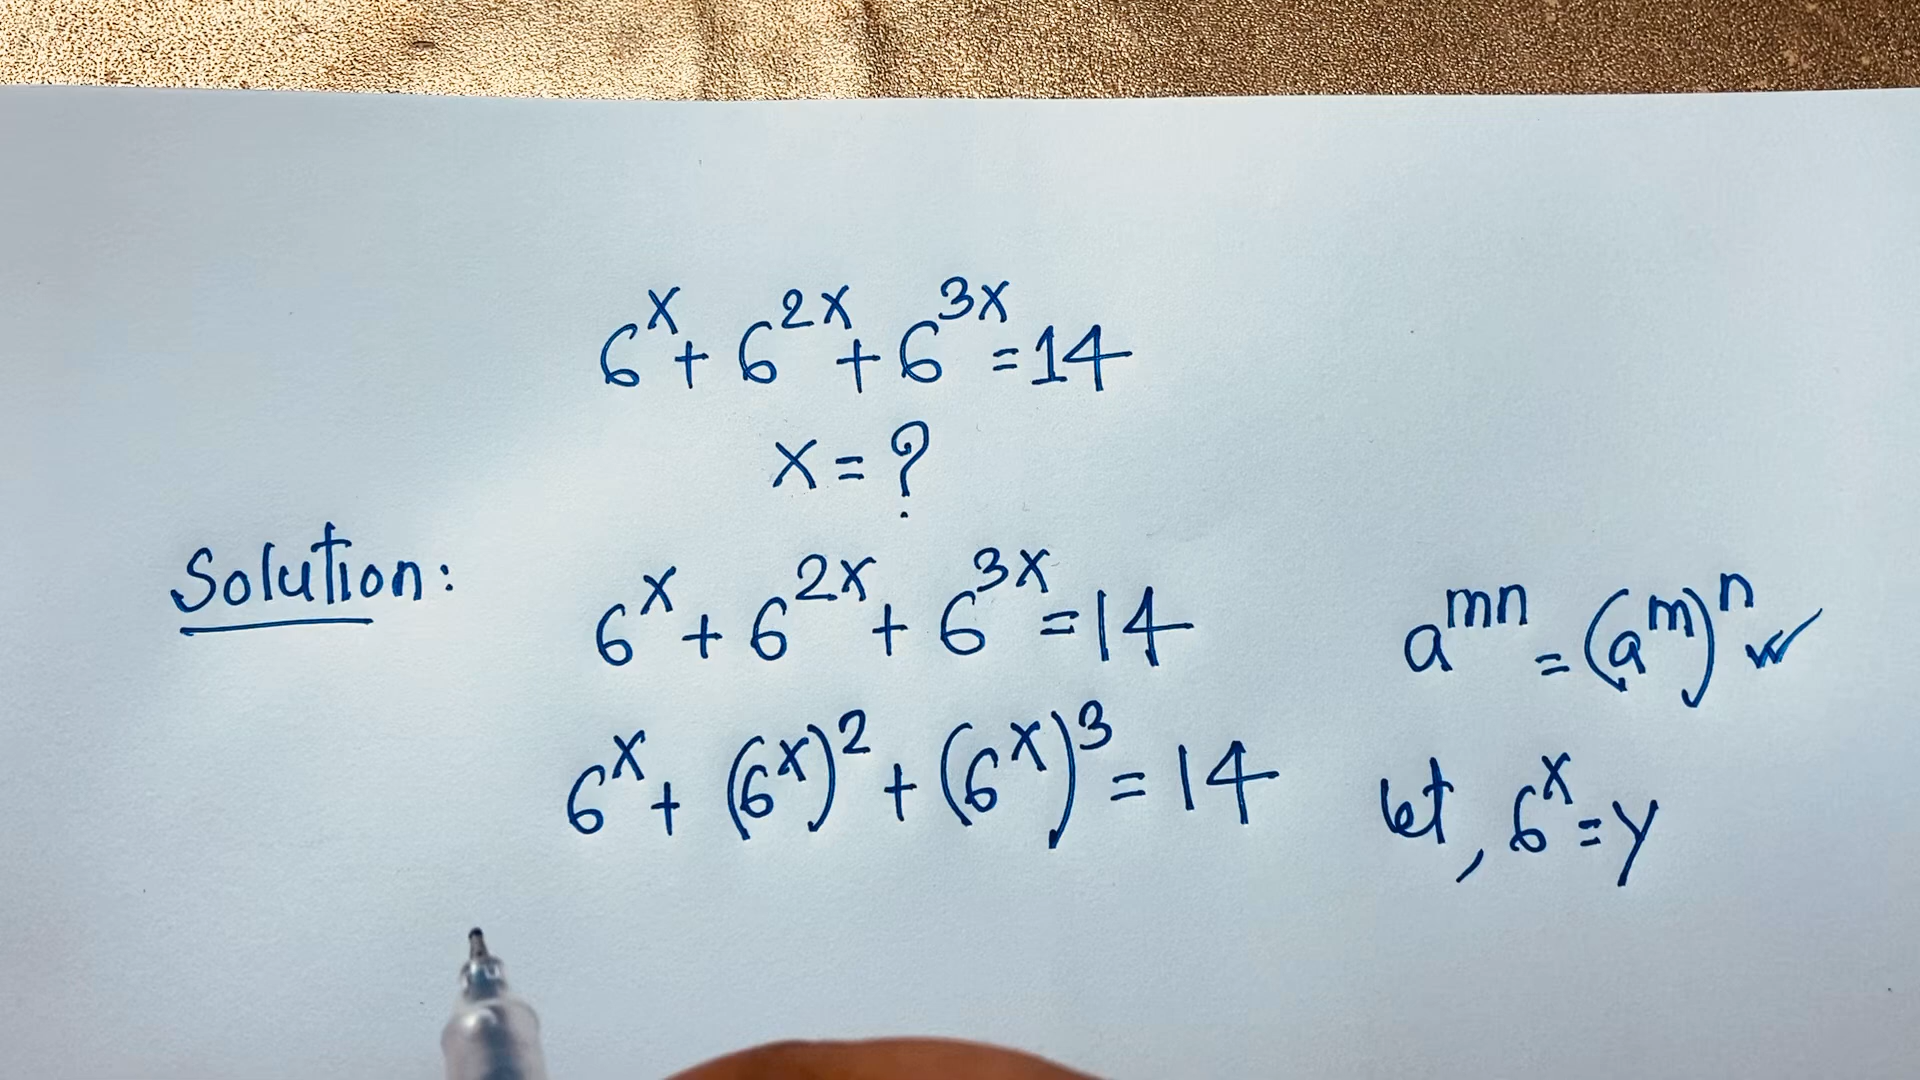 6^x + 6^2x + 6^3x = 14
x = ?
Solution:
6^x + 6^2x + 6^3x = 14
a^mn = (a^m)^n ✓
6^x + (6^x)^2 + (6^x)^3 = 14
let, 6^x = y